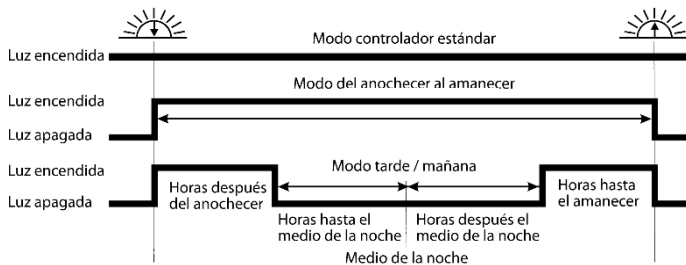 Modo controlador estándar
Luz encendida
Modo del anochecer al amanecer
Luz encendida
Luz apagada
Luz encendida
Modo tarde / mañana
Horas después
del anochecer
Horas hasta
el amanecer
Luz apagada
Horas hasta el
medio de la noche
Horas después el
medio de la noche
Medio de la noche